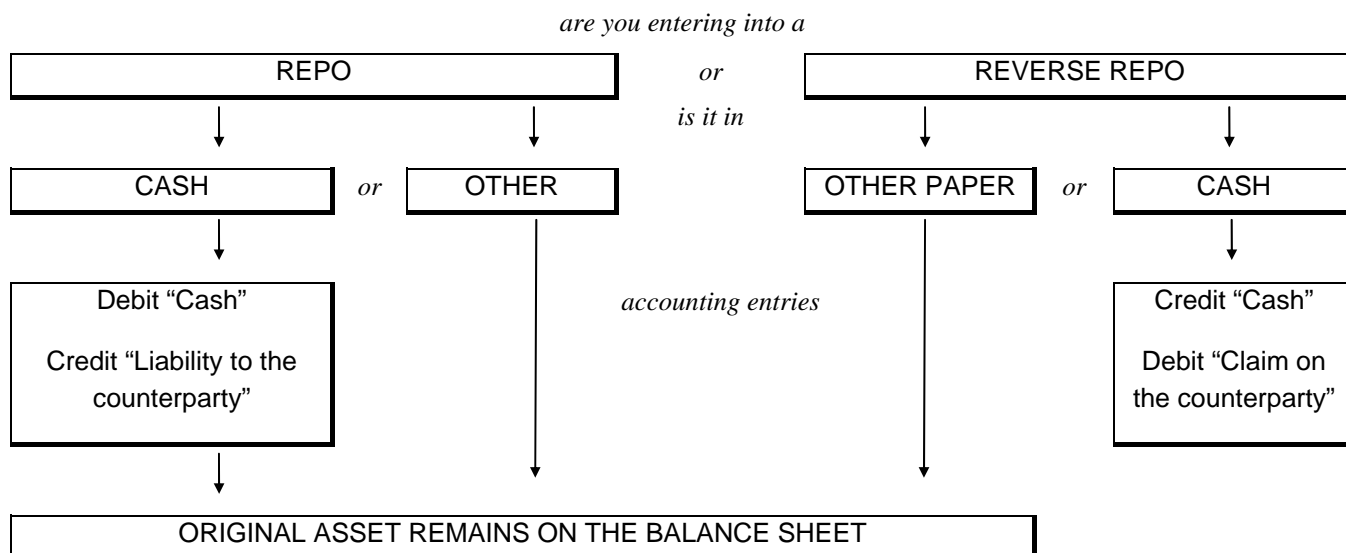 are you entering into a
REPO
or
REVERSE REPO
is it in
CASH
or
OTHER
OTHER PAPER
or
CASH
Debit “Cash”
Credit “Liability to the
counterparty”
accounting entries
Credit “Cash”
Debit “Claim on
the counterparty”
ORIGINAL ASSET REMAINS ON THE BALANCE SHEET